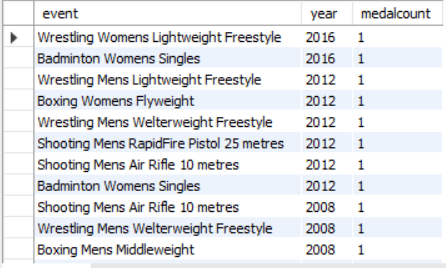 event year medalcount
Wrestling Womens Lightweight Freestyle 2016 1
Badminton Womens Singles 2016 1
Wrestling Mens Lightweight Freestyle 2012 1
Boxing Womens Flyweight 2012 1
Wrestling Mens Welterweight Freestyle 2012 1
Shooting Mens RapidFire Pistol 25 metres 2012 1
Shooting Mens Air Rifle 10 metres 2012 1
Badminton Womens Singles 2012 1
Shooting Mens Air Rifle 10 metres 2008 1
Wrestling Mens Welterweight Freestyle 2008 1
Boxing Mens Middleweight 2008 1